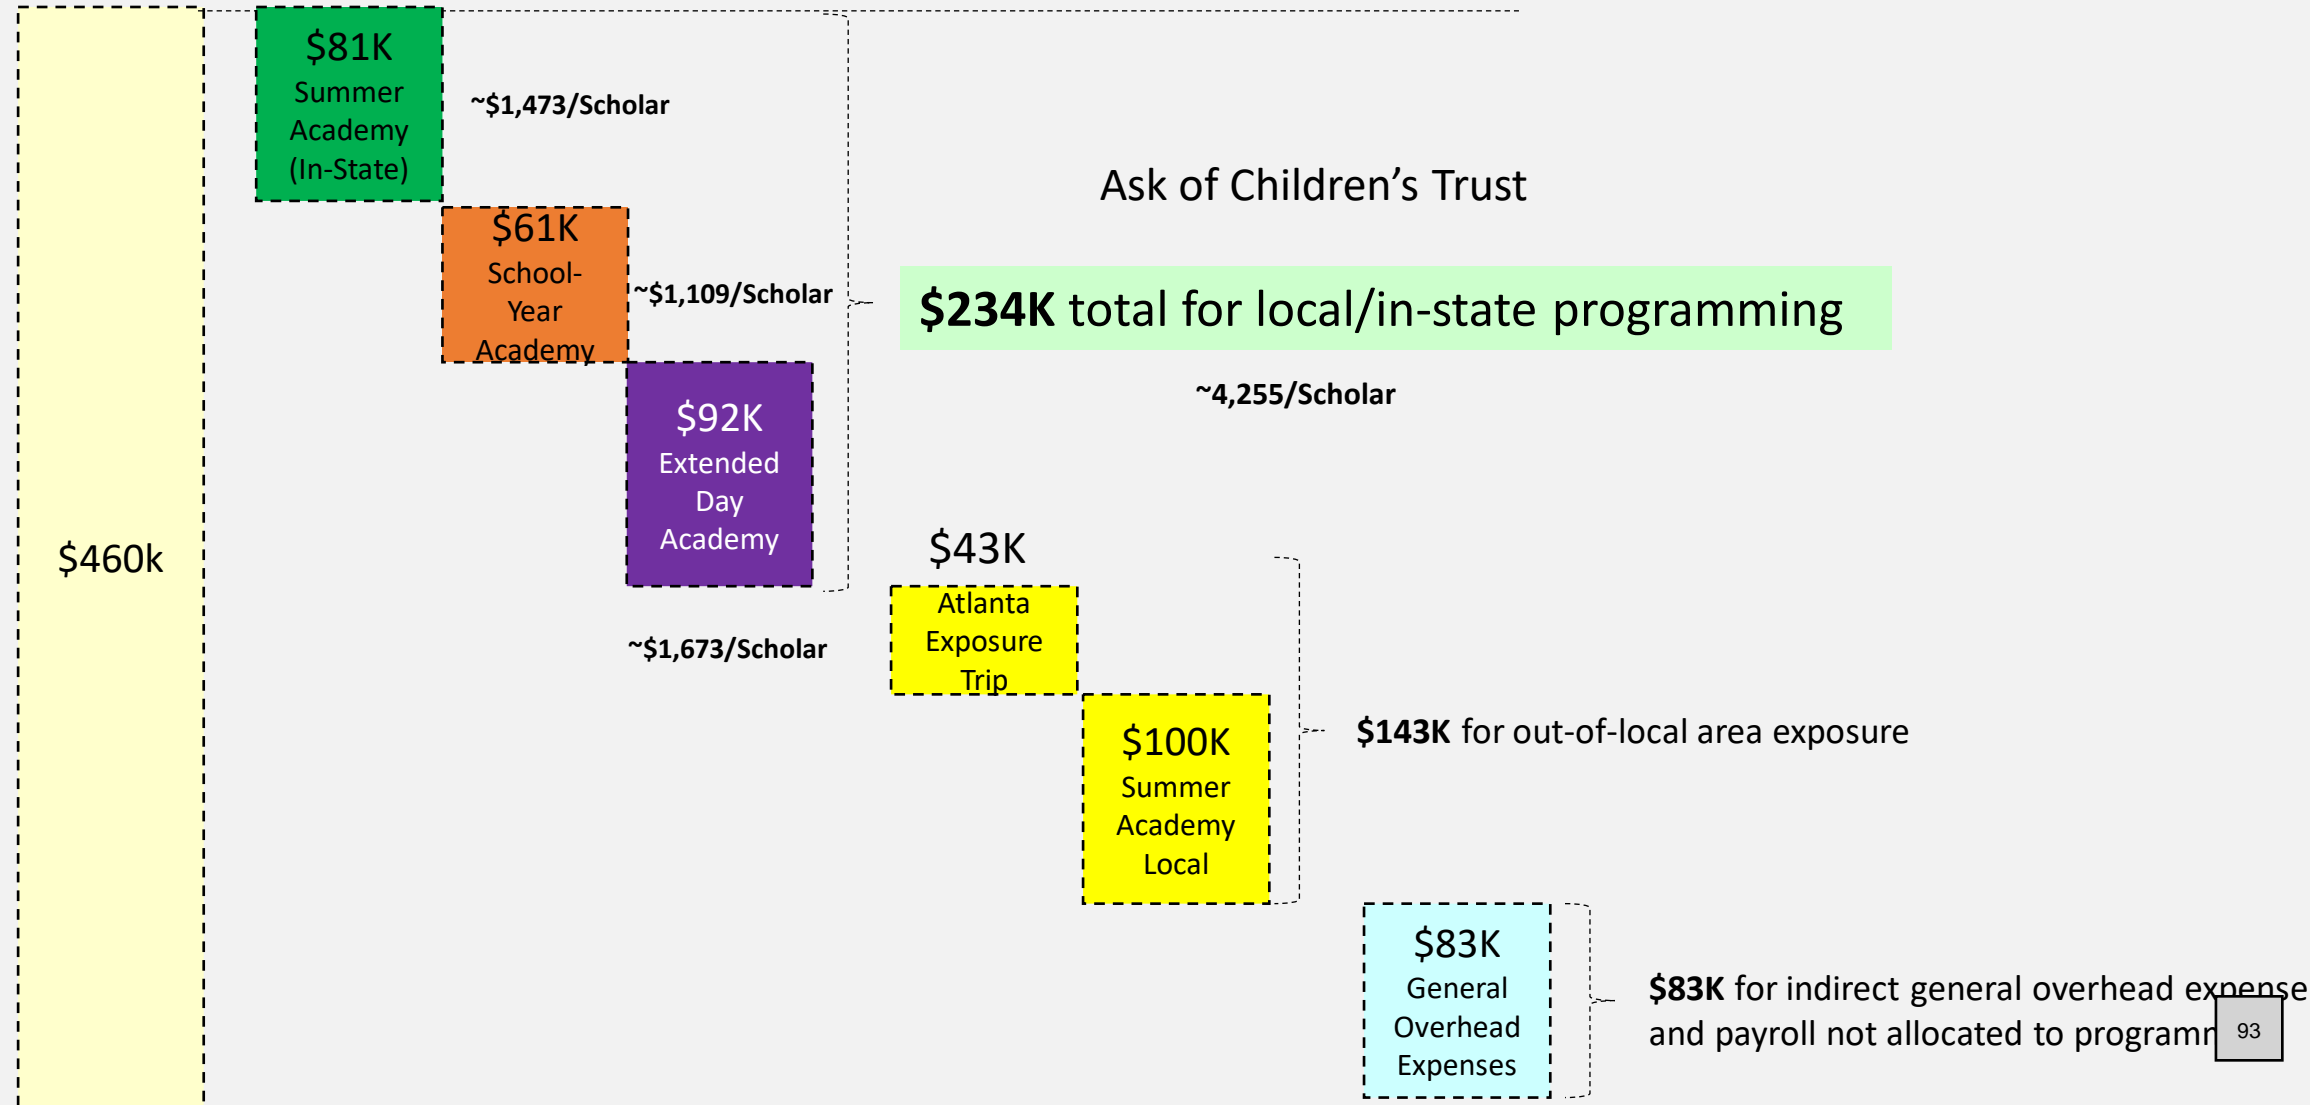 $81K
Summer
Academy
(In-State)
~$1,473/Scholar
Ask of Children’s Trust
$61K
School-
Year
Academy
~$1,109/Scholar
$234K total for local/in-state programming
~4,255/Scholar
$92K
Extended
Day
Academy
~$1,673/Scholar
$460k
$43K
Atlanta
Exposure
Trip
$100K
Summer
Academy
Local
$143K for out-of-local area exposure
$83K
General
Overhead
Expenses
$83K for indirect general overhead expense
and payroll not allocated to
93